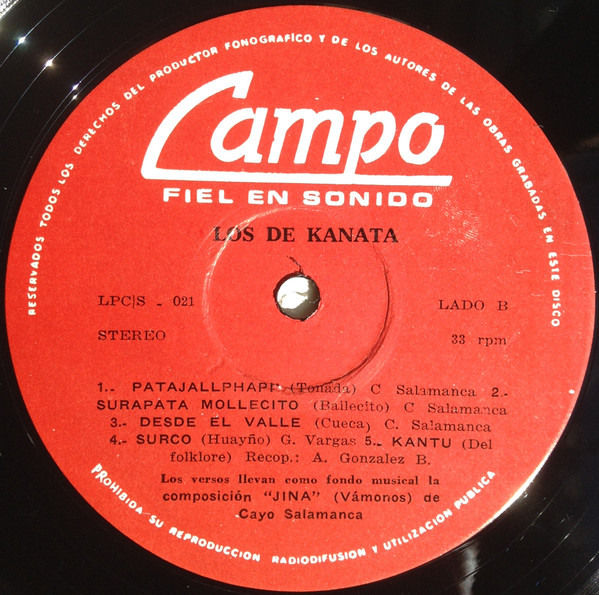 RESERVADOS TODOS LOS DERECHOS DEL PRODUCTOR FONOGRAFICO Y DE LOS AUTORES DE LAS OBRAS GRABADAS EN ESTE DISCO
Campo
FIEL EN SONIDO
LOS DE KANATA
LPC|S - 021 LADO B
STEREO 33 rpm
1.- PATAJALLPHAPI (Tonada) C Salamanca 2.-
SURAPATA MOLLECITO (Bailecito) C Salamanca
3.- DESDE EL VALLE (Cueca) C. Salamanca
4.- SURCO (Huayño) G. Vargas 5.- KANTU (Del
folklore) Recop.: A. Gonzalez B.
Los versos llevan como fondo musical la
composición "JINA" (Vámonos) de
Cayo Salamanca
PROHIBIDA SU REPRODUCCION RADIODIFUSION Y UTILIZACION PUBLICA